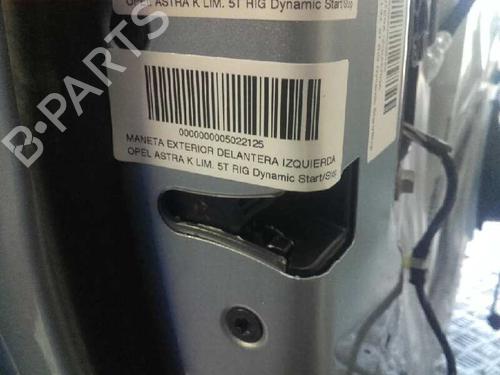 OPEL ASTRA K LIM. 5T RIG Dynamic Start/Stop
0000000005022125
MANETA EXTERIOR DELANTERA IZQUIERDA
OPEL ASTRA K LIM. 5T RIG Dynamic Start/Stop
B-PARTS